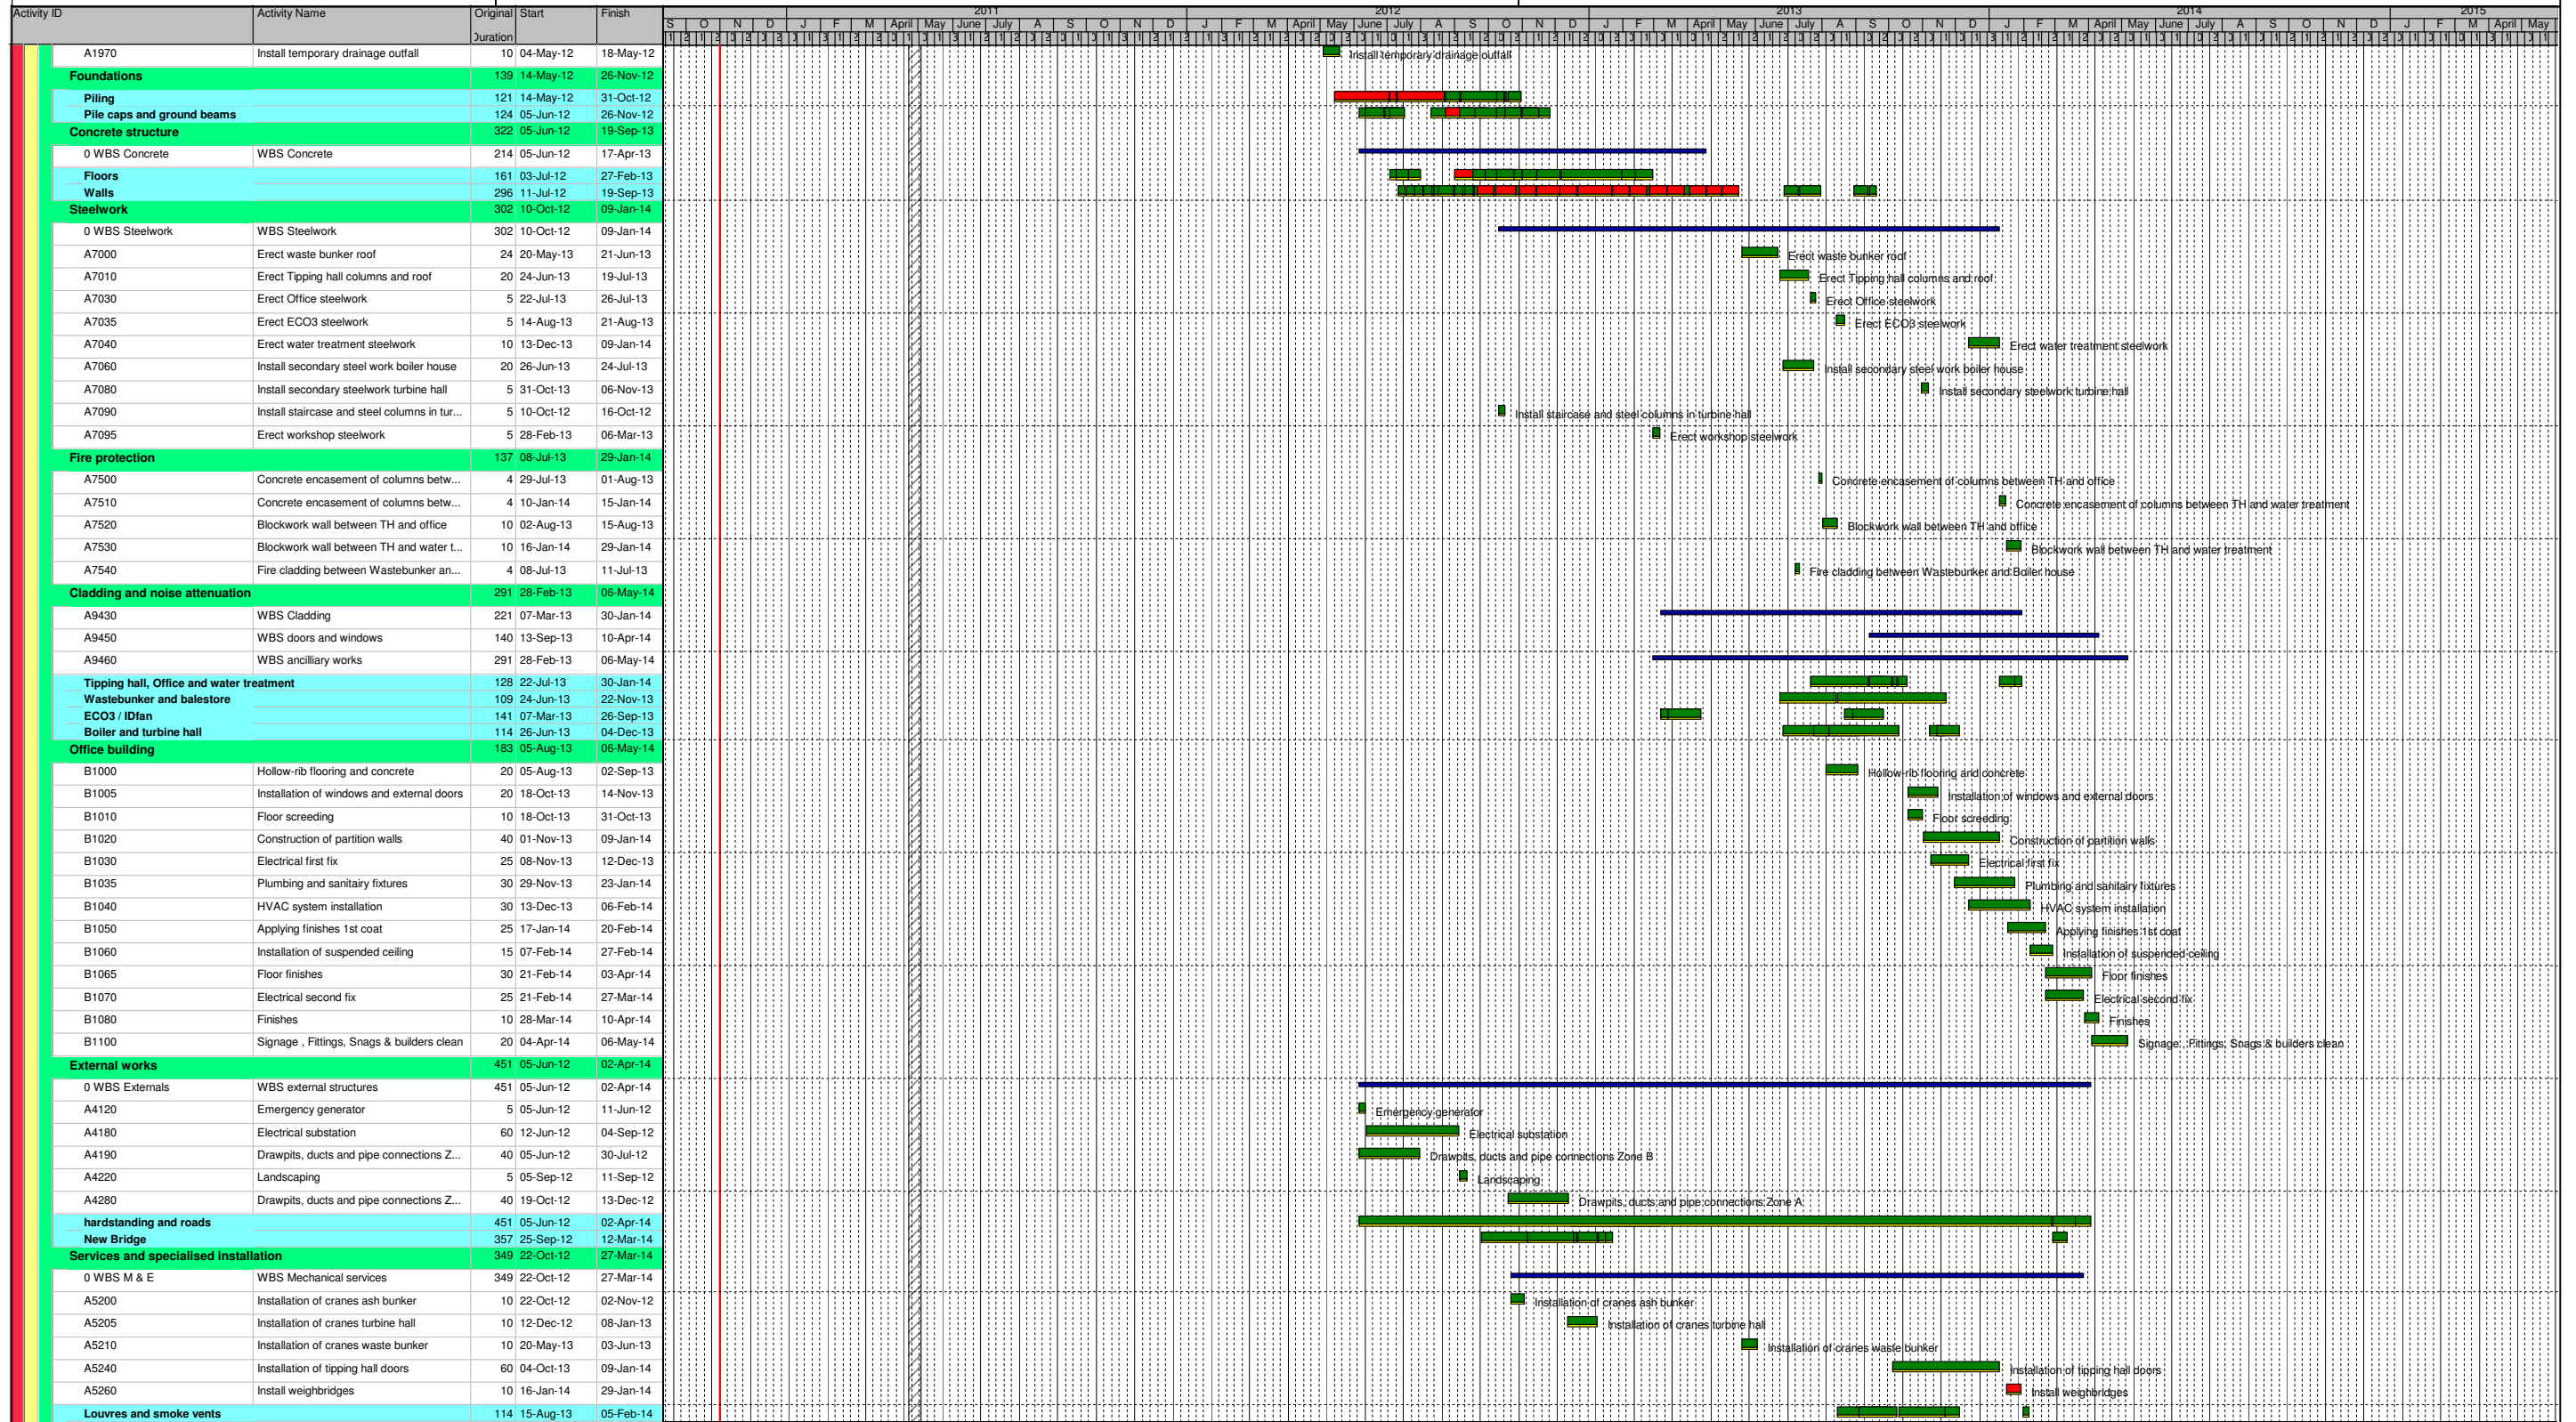 2011 2012 2013 2014 2015
Activity ID Activity Name Original Duration Start Finish
S O N D J F M April May June July A S O N D J F M April May June July A S O N D J F M April May June July A S O N D J F M April May June July A S O N D J F M April May
A1970 Install temporary drainage outfall 10 04-May-12 18-May-12 Install temporary drainage outfall
Foundations 139 14-May-12 26-Nov-12
Piling 121 14-May-12 31-Oct-12
Pile caps and ground beams 124 05-Jun-12 26-Nov-12
Concrete structure 322 05-Jun-12 19-Sep-13
0 WBS Concrete WBS Concrete 214 05-Jun-12 17-Apr-13
Floors 161 03-Jul-12 27-Feb-13
Walls 296 11-Jul-12 19-Sep-13
Steelwork 302 10-Oct-12 09-Jan-14
0 WBS Steelwork WBS Steelwork 302 10-Oct-12 09-Jan-14
A7000 Erect waste bunker roof 24 20-May-13 21-Jun-13 Erect waste bunker roof
A7010 Erect Tipping hall columns and roof 20 24-Jun-13 19-Jul-13 Erect Tipping hall columns and roof
A7030 Erect Office steelwork 5 22-Jul-13 26-Jul-13 Erect Office steelwork
A7035 Erect ECO3 steelwork 5 14-Aug-13 21-Aug-13 Erect ECO3 steelwork
A7040 Erect water treatment steelwork 10 13-Dec-13 09-Jan-14 Erect water treatment steelwork
A7060 Install secondary steel work boiler house 20 26-Jun-13 24-Jul-13 Install secondary steel work boiler house
A7080 Install secondary steelwork turbine hall 5 31-Oct-13 06-Nov-13 Install secondary steelwork turbine hall
A7090 Install staircase and steel columns in tur... 5 10-Oct-12 16-Oct-12 Install staircase and steel columns in turbine hall
A7095 Erect workshop steelwork 5 28-Feb-13 06-Mar-13 Erect workshop steelwork
Fire protection 137 08-Jul-13 29-Jan-14
A7500 Concrete encasement of columns betw... 4 29-Jul-13 01-Aug-13 Concrete encasement of columns between TH and office
A7510 Concrete encasement of columns betw... 4 10-Jan-14 15-Jan-14 Concrete encasement of columns between TH and water treatment
A7520 Blockwork wall between TH and office 10 02-Aug-13 15-Aug-13 Blockwork wall between TH and office
A7530 Blockwork wall between TH and water t... 10 16-Jan-14 29-Jan-14 Blockwork wall between TH and water treatment
A7540 Fire cladding between Wastebunker an... 4 08-Jul-13 11-Jul-13 Fire cladding between Wastebunker and Boiler house
Cladding and noise attenuation 291 28-Feb-13 06-May-14
A9430 WBS Cladding 221 07-Mar-13 30-Jan-14
A9450 WBS doors and windows 140 13-Sep-13 10-Apr-14
A9460 WBS ancilliary works 291 28-Feb-13 06-May-14
Tipping hall, Office and water treatment 128 22-Jul-13 30-Jan-14
Wastebunker and balestore 109 24-Jun-13 22-Nov-13
ECO3 / IDfan 141 07-Mar-13 26-Sep-13
Boiler and turbine hall 114 26-Jun-13 04-Dec-13
Office building 183 05-Aug-13 06-May-14
B1000 Hollow-rib flooring and concrete 20 05-Aug-13 02-Sep-13 Hollow-rib flooring and concrete
B1005 Installation of windows and external doors 20 18-Oct-13 14-Nov-13 Installation of windows and external doors
B1010 Floor screeding 10 18-Oct-13 31-Oct-13 Floor screeding
B1020 Construction of partition walls 40 01-Nov-13 09-Jan-14 Construction of partition walls
B1030 Electrical first fix 25 08-Nov-13 12-Dec-13 Electrical first fix
B1035 Plumbing and sanitairy fixtures 30 29-Nov-13 23-Jan-14 Plumbing and sanitairy fixtures
B1040 HVAC system installation 30 13-Dec-13 06-Feb-14 HVAC system installation
B1050 Applying finishes 1st coat 25 17-Jan-14 20-Feb-14 Applying finishes 1st coat
B1060 Installation of suspended ceiling 15 07-Feb-14 27-Feb-14 Installation of suspended ceiling
B1065 Floor finishes 30 21-Feb-14 03-Apr-14 Floor finishes
B1070 Electrical second fix 25 21-Feb-14 27-Mar-14 Electrical second fix
B1080 Finishes 10 28-Mar-14 10-Apr-14 Finishes
B1100 Signage , Fittings, Snags & builders clean 20 04-Apr-14 06-May-14 Signage , Fittings, Snags & builders clean
External works 451 05-Jun-12 02-Apr-14
0 WBS Externals WBS external structures 451 05-Jun-12 02-Apr-14
A4120 Emergency generator 5 05-Jun-12 11-Jun-12 Emergency generator
A4180 Electrical substation 60 12-Jun-12 04-Sep-12 Electrical substation
A4190 Drawpits, ducts and pipe connections Z... 40 05-Jun-12 30-Jul-12 Drawpits, ducts and pipe connections Zone B
A4220 Landscaping 5 05-Sep-12 11-Sep-12 Landscaping
A4280 Drawpits, ducts and pipe connections Z... 40 19-Oct-12 13-Dec-12 Drawpits, ducts and pipe connections Zone A
hardstanding and roads 451 05-Jun-12 02-Apr-14
New Bridge 357 25-Sep-12 12-Mar-14
Services and specialised installation 349 22-Oct-12 27-Mar-14
0 WBS M & E WBS Mechanical services 349 22-Oct-12 27-Mar-14
A5200 Installation of cranes ash bunker 10 22-Oct-12 02-Nov-12 Installation of cranes ash bunker
A5205 Installation of cranes turbine hall 10 12-Dec-12 08-Jan-13 Installation of cranes turbine hall
A5210 Installation of cranes waste bunker 10 20-May-13 03-Jun-13 Installation of cranes waste bunker
A5240 Installation of tipping hall doors 60 04-Oct-13 09-Jan-14 Installation of tipping hall doors
A5260 Install weighbridges 10 16-Jan-14 29-Jan-14 Install weighbridges
Louvres and smoke vents 114 15-Aug-13 05-Feb-14